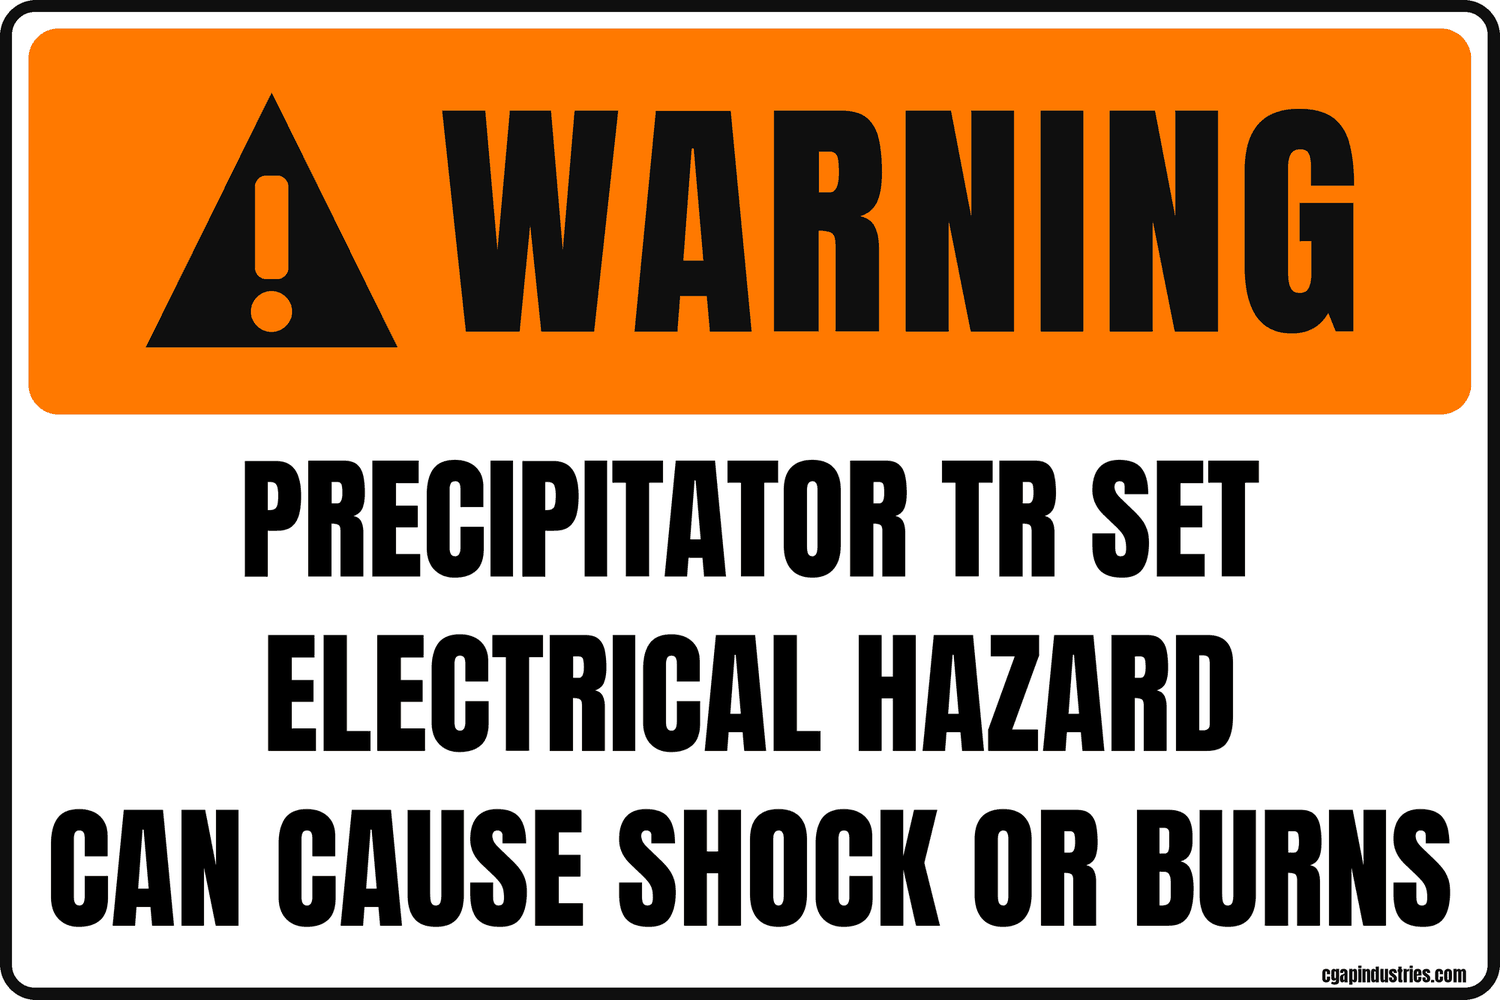 WARNING
PRECIPITATOR TR SET
ELECTRICAL HAZARD
CAN CAUSE SHOCK OR BURNS
cgapindustries.com